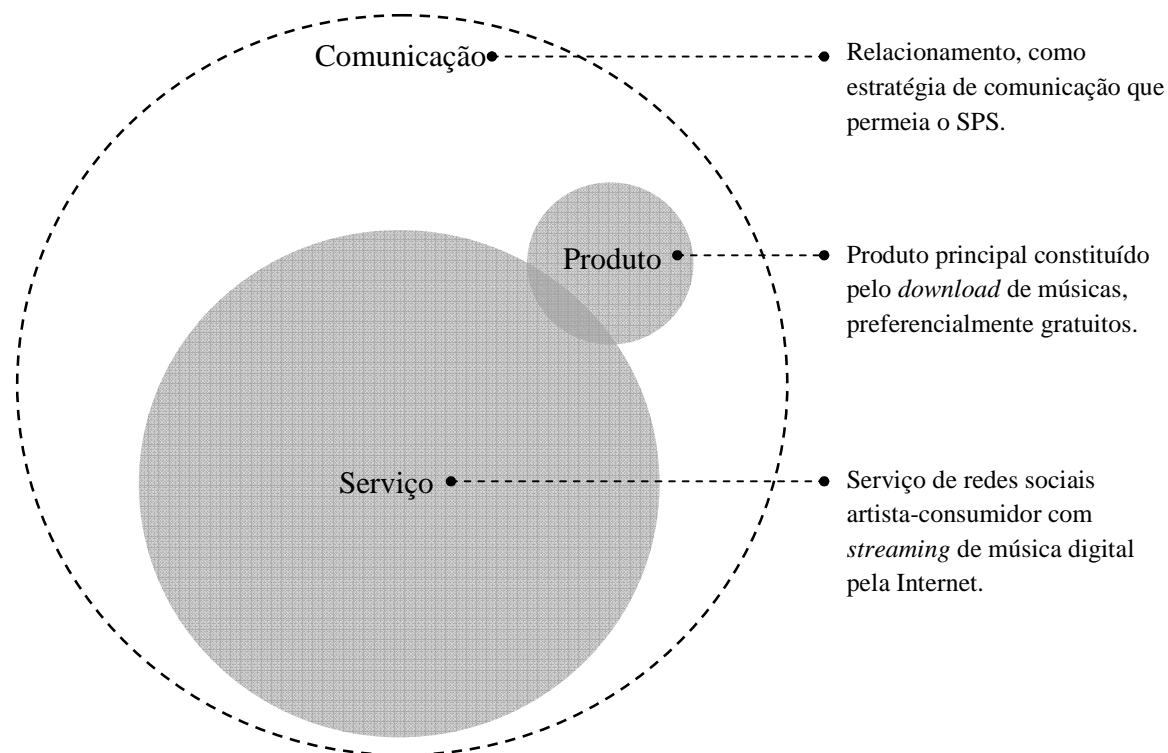 Comunicação
Relacionamento, como
estratégia de comunicação que
permeia o SPS.
Produto
Produto principal constituído
pelo download de músicas,
preferencialmente gratuitos.
Serviço
Serviço de redes sociais
artista-consumidor com
streaming de música digital
pela Internet.